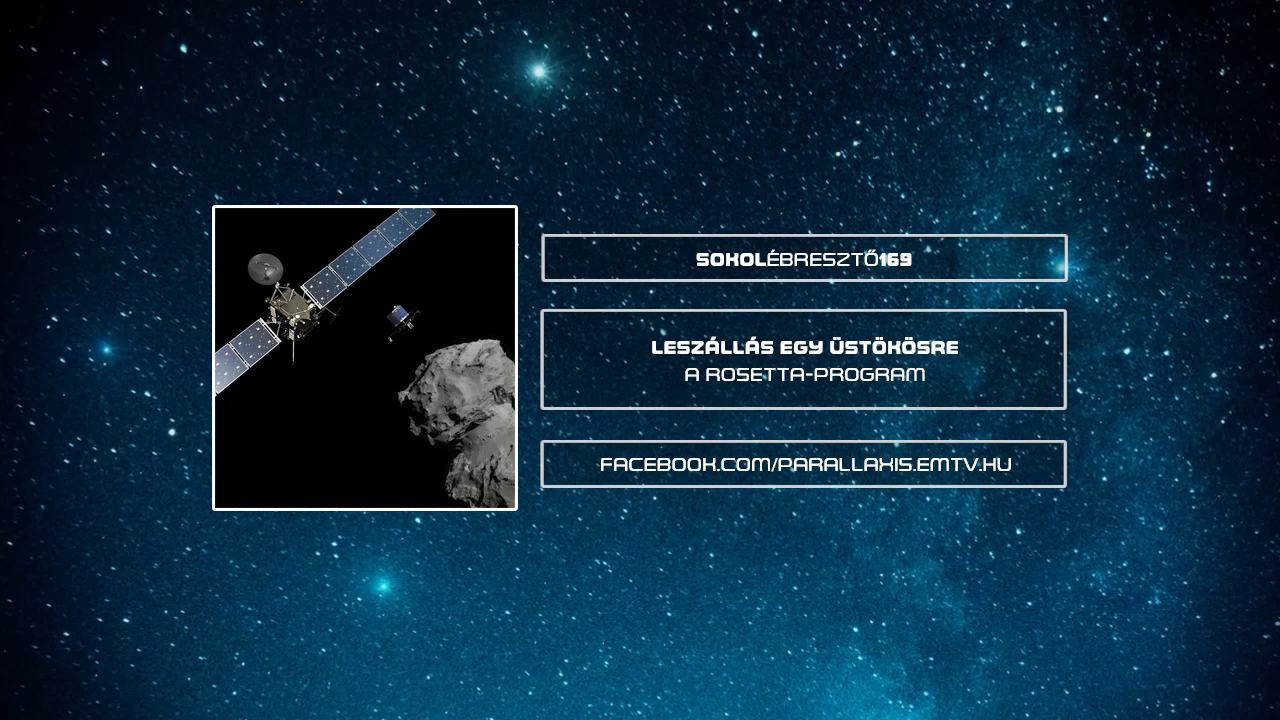 SOKOLÉBRESZTŐ169
LESZÁLLÁS EGY ÜSTÖKÖSRE
A ROSETTA-PROGRAM
FACEBOOK.COM/PARALLAXIS.EMTV.HU